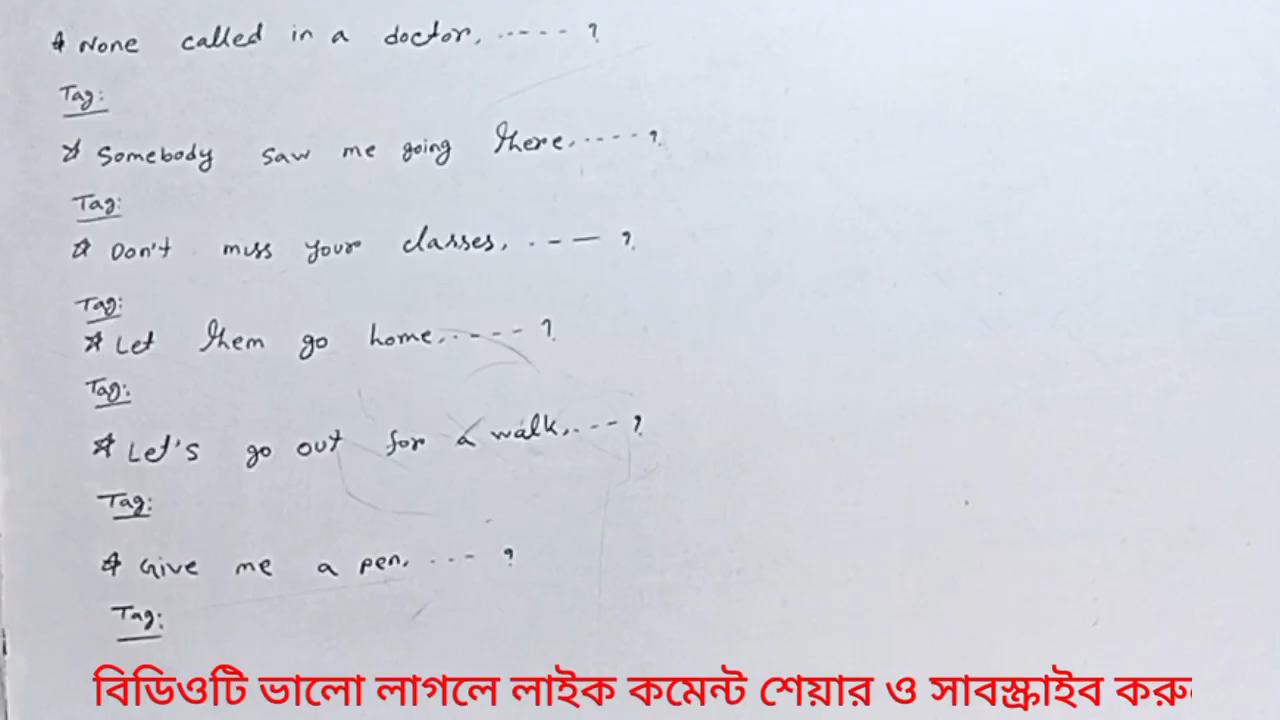 ☆ None called in a doctor, ----- ?
Tag:
☆ Somebody saw me going there, ----- ?
Tag:
☆ Don't miss your classes, --- ?
Tag:
☆ Let them go home, ---- ?
Tag:
☆ Let's go out for a walk, --- ?
Tag:
☆ Give me a pen, --- ?
Tag:
বিডিওটি ভালো লাগলে লাইক কমেন্ট শেয়ার ও সাবস্ক্রাইব করু